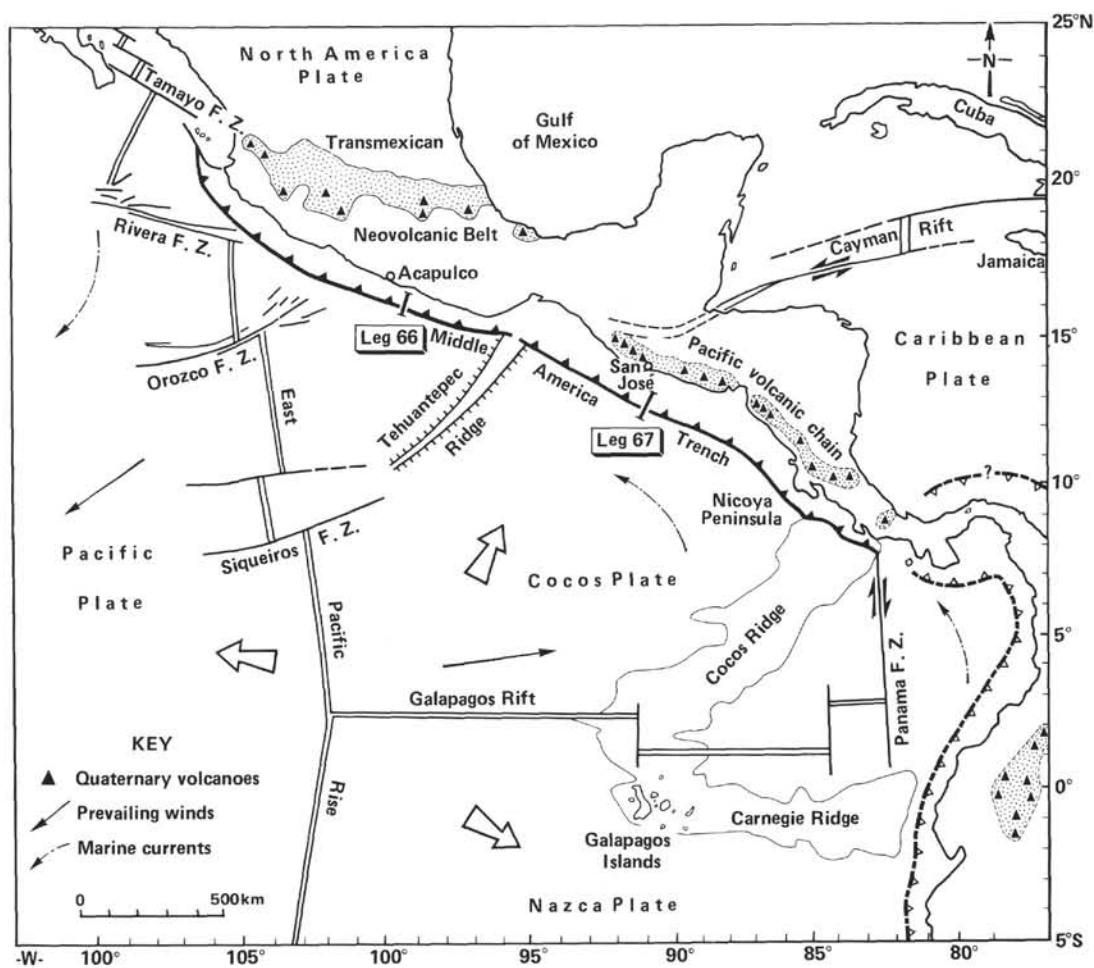 25°N
North America
Plate
N
Tamayo F. Z.
Cuba
Gulf
of Mexico
Transmexican
20°
Rivera F. Z.
Neovolcanic Belt
Cayman Rift
Jamaica
Acapulco
Leg 66
15°
Middle
America
Trench
Orozco F. Z.
Pacific volcanic chain
San
José
Caribbean
Plate
East
Pacific
Rise
Tehuantepec
Ridge
Leg 67
10°
?
Nicoya
Peninsula
Siqueiros F. Z.
Pacific
Plate
Cocos Plate
5°
Cocos Ridge
Panama F. Z.
Galapagos Rift
KEY
Quaternary volcanoes
Prevailing winds
Marine currents
0 500km
0°
Carnegie Ridge
Galapagos
Islands
Nazca Plate
5°S
-W- 100° 105° 100° 95° 90° 85° 80°